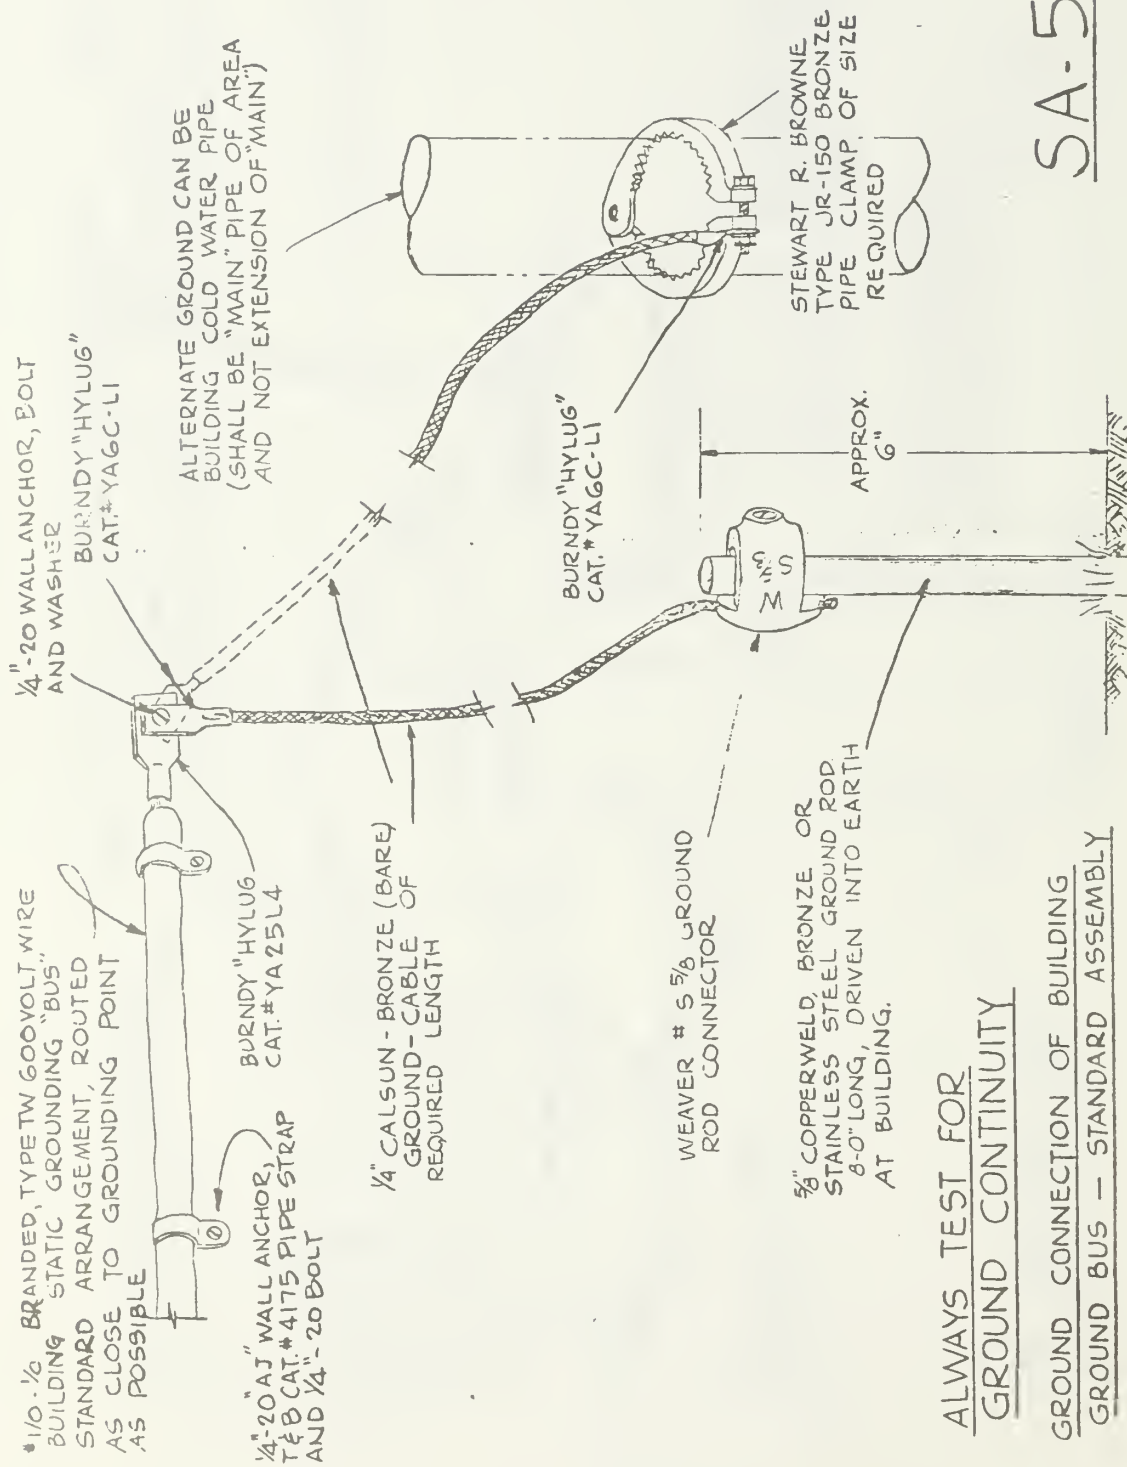 #1/0-1/C BRANDED, TYPE TW 600 VOLT WIRE
BUILDING STATIC GROUNDING "BUS"
STANDARD ARRANGEMENT, ROUTED
AS CLOSE TO GROUNDING POINT
AS POSSIBLE
1/4"-20 WALL ANCHOR, BOLT
AND WASHER
BURNDY "HYLUG"
CAT.# YA6C-L1
ALTERNATE GROUND CAN BE
BUILDING COLD WATER PIPE
(SHALL BE "MAIN" PIPE OF AREA
AND NOT EXTENSION OF "MAIN")
1/4"-20 "AJ" WALL ANCHOR,
T&B CAT.# 4175 PIPE STRAP
AND 1/4"-20 BOLT
BURNDY "HYLUG
CAT.# YA25L4
1/4" CALSUN - BRONZE (BARE)
GROUND-CABLE OF
REQUIRED LENGTH
BURNDY "HYLUG"
CAT.# YA6C-L1
STEWART R. BROWNE
TYPE JR-150 BRONZE
PIPE CLAMP OF SIZE
REQUIRED
WEAVER # S 5/8 GROUND
ROD CONNECTOR
W
APPROX.
6"
5/8" COPPERWELD, BRONZE OR
STAINLESS STEEL GROUND ROD
8'-0" LONG, DRIVEN INTO EARTH
AT BUILDING.
ALWAYS TEST FOR
GROUND CONTINUITY
GROUND CONNECTION OF BUILDING
GROUND BUS — STANDARD ASSEMBLY
SA-5